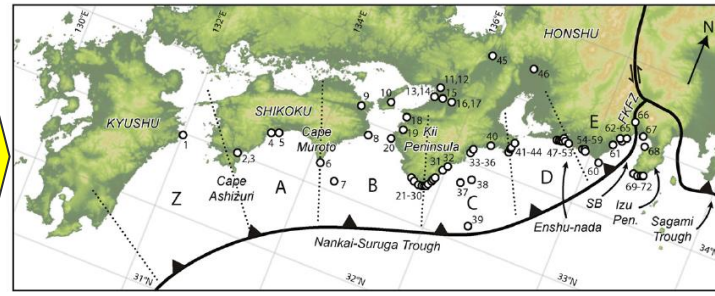 130°E
132°E
134°E
136°E
HONSHU
N
45
46
11,12
13,14
15
16,17
10
9
KYUSHU
SHIKOKU
18
Kii
Peninsula
19
20
FKFZ
E
66
62-65
67
68
1
4
5
Cape
Muroto
8
2,3
6
7
40
41-44
54-59
47-53
61
60
33-36
32
31
21-30
37
38
C
39
D
Z
Cape
Ashizuri
A
B
69-72
Enshu-nada
SB
Izu
Pen.
Sagami
Trough
Nankai-Suruga Trough
31°N
32°N
33°N
34°N